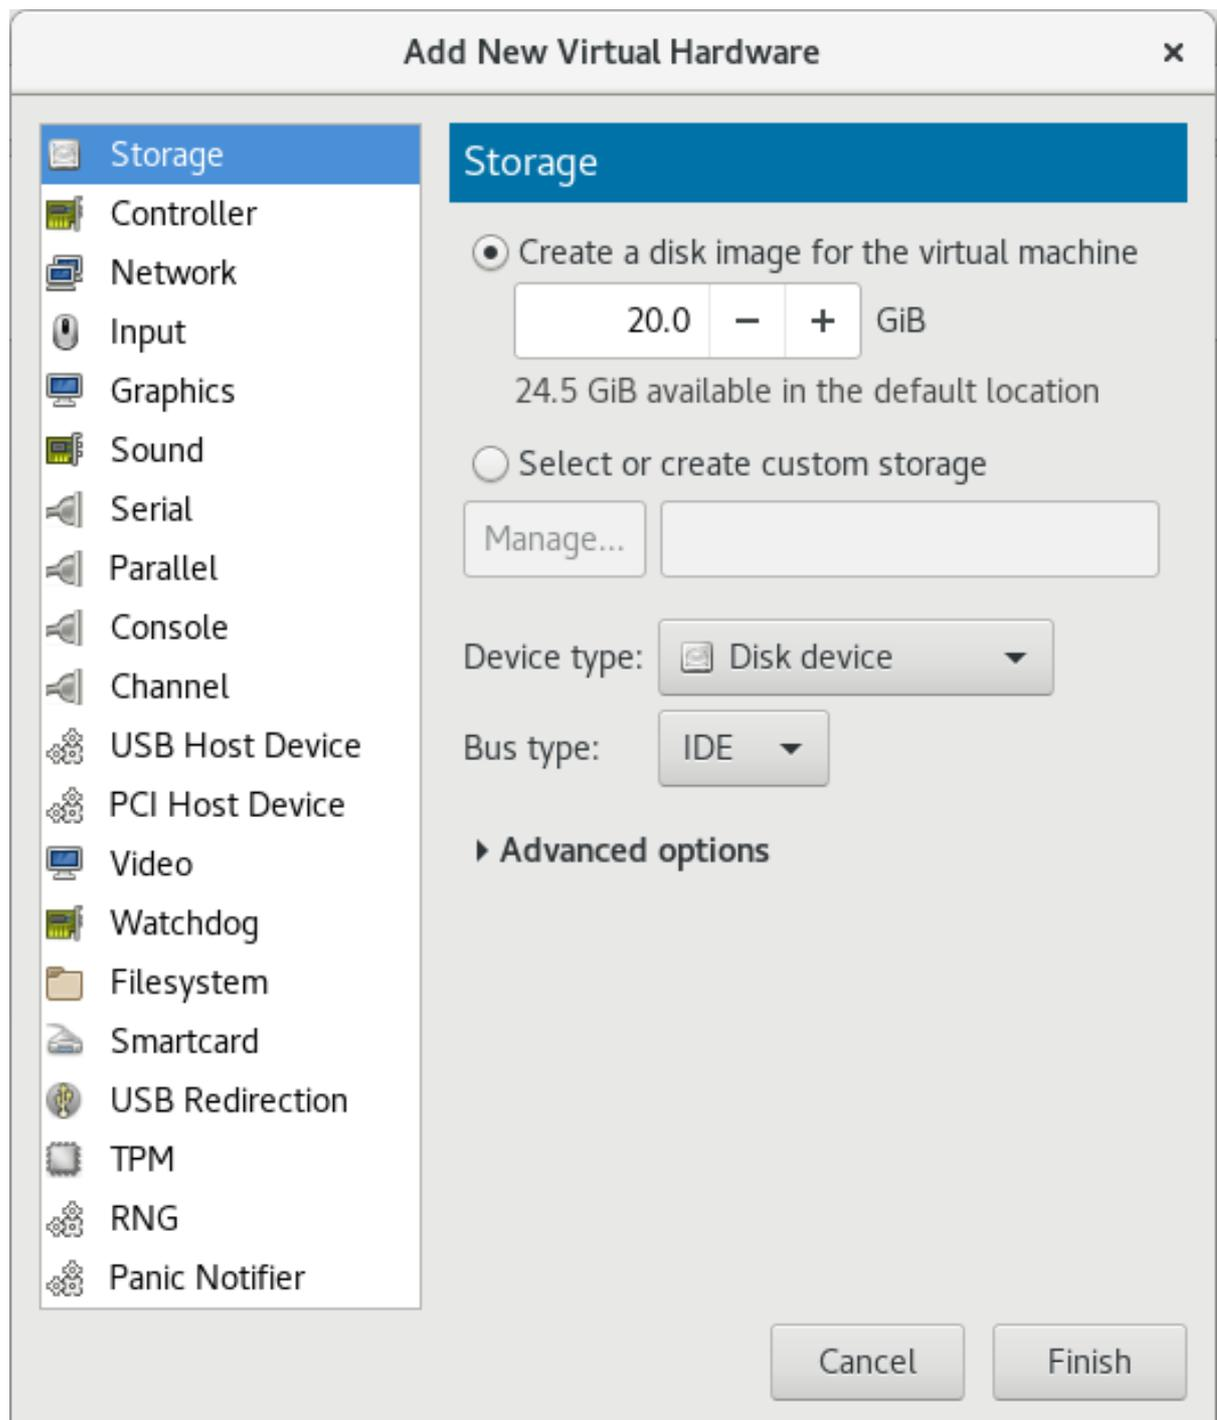 Add New Virtual Hardware
Storage
Controller
Network
Input
Graphics
Sound
Serial
Parallel
Console
Channel
USB Host Device
PCI Host Device
Video
Watchdog
Filesystem
Smartcard
USB Redirection
TPM
RNG
Panic Notifier
Storage
Create a disk image for the virtual machine
20.0 − + GiB
24.5 GiB available in the default location
Select or create custom storage
Manage...
Device type: Disk device
Bus type: IDE
Advanced options
Cancel Finish